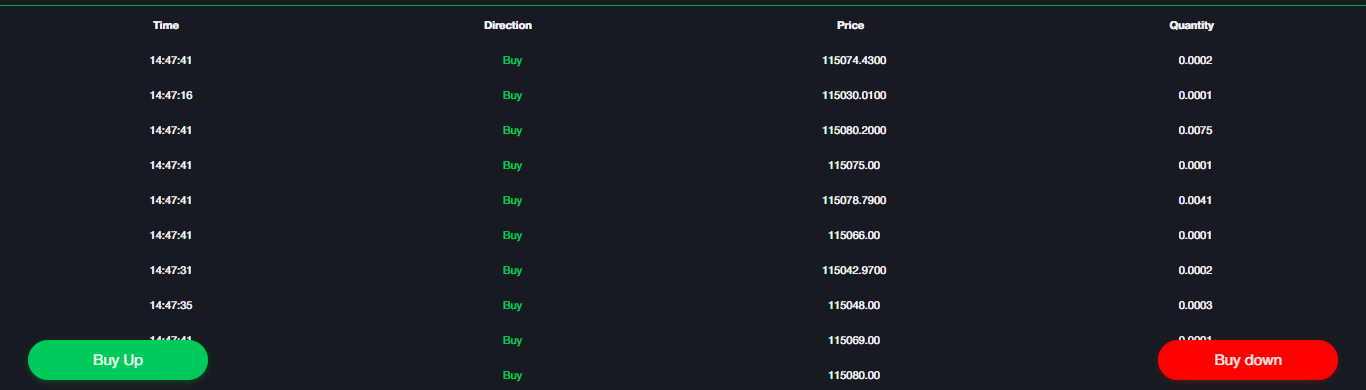 Time Direction Price Quantity
14:47:41 Buy 115074.4300 0.0002
14:47:16 Buy 115030.0100 0.0001
14:47:41 Buy 115080.2000 0.0075
14:47:41 Buy 115075.00 0.0001
14:47:41 Buy 115078.7900 0.0041
14:47:41 Buy 115066.00 0.0001
14:47:31 Buy 115042.9700 0.0002
14:47:35 Buy 115048.00 0.0003
14:47:41 Buy 115069.00 0.0001
Buy Up Buy down
Buy 115080.00